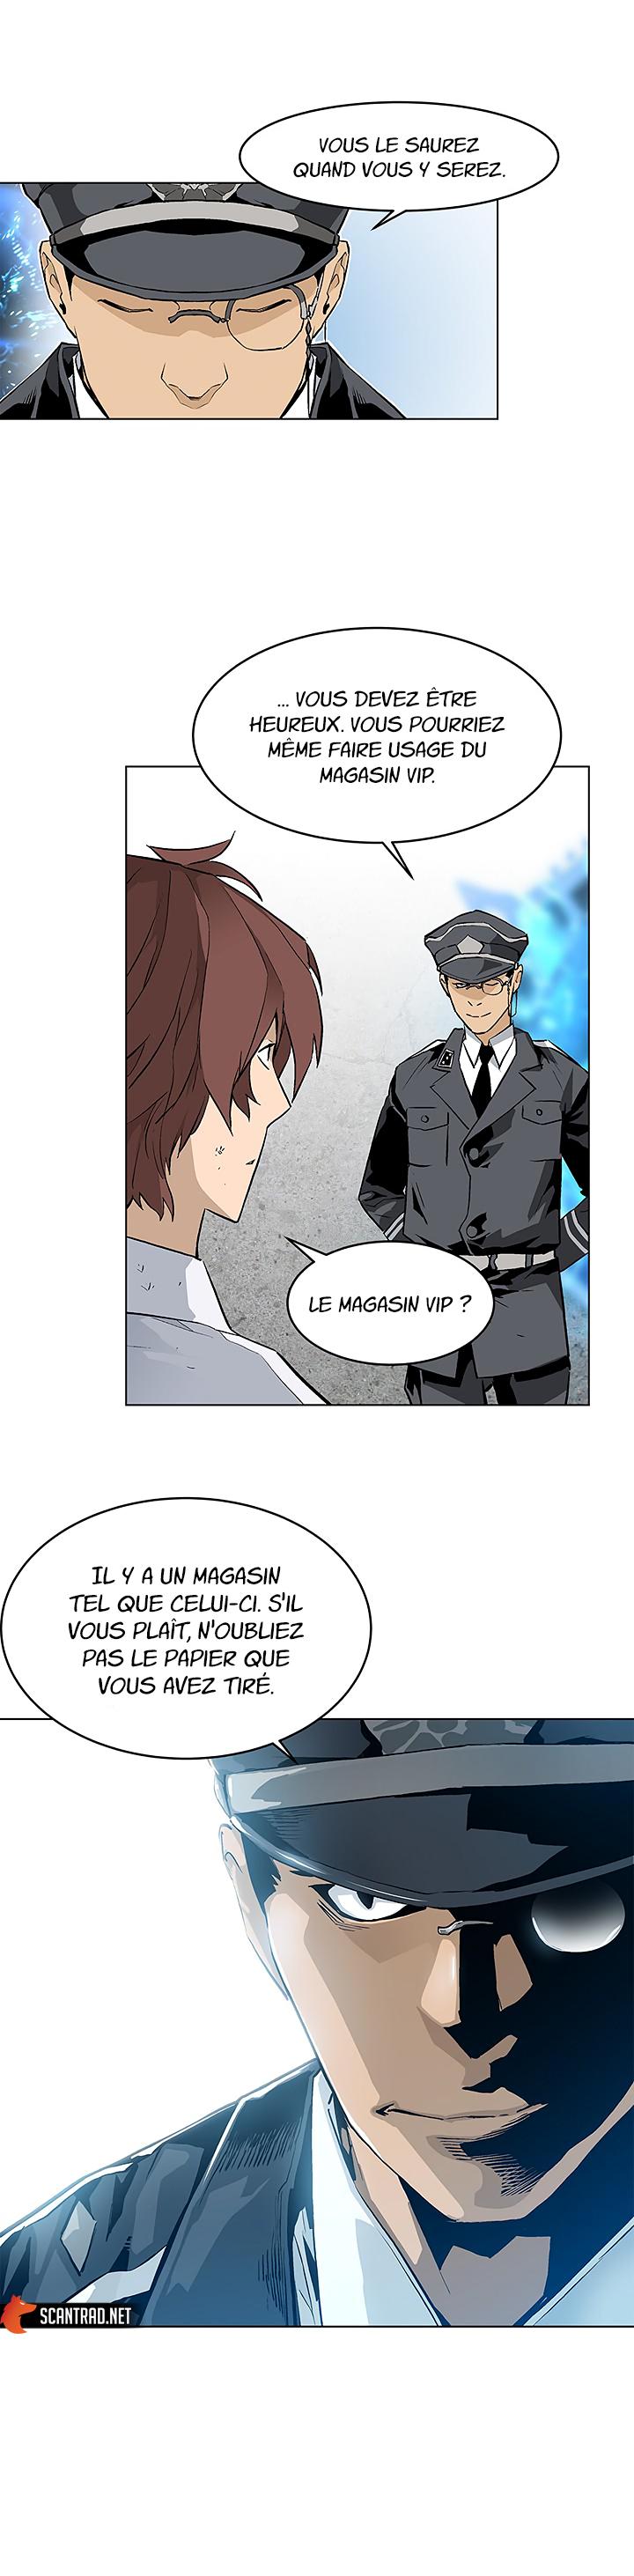 VOUS LE SAUREZ
QUAND VOUS Y SEREZ.
... VOUS DEVEZ ÊTRE
HEUREUX. VOUS POURRIEZ
MÊME FAIRE USAGE DU
MAGASIN VIP.
LE MAGASIN VIP ?
IL Y A UN MAGASIN
TEL QUE CELUI-CI. S'IL
VOUS PLAÎT, N'OUBLIEZ
PAS LE PAPIER QUE
VOUS AVEZ TIRÉ.
SCANTRAD.NET